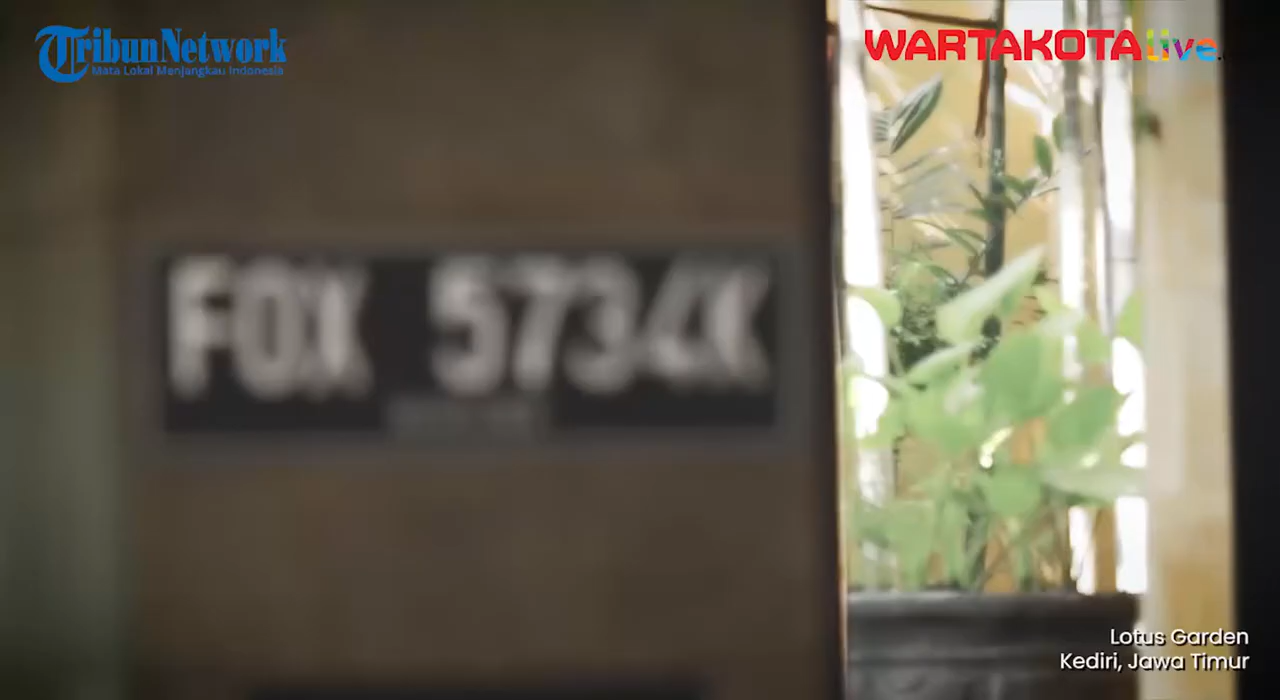 TribunNetwork
Mata Lokal Menjangkau Indonesia
WARTAKOTAlive.
FOX 5734K
Lotus Garden
Kediri, Jawa Timur